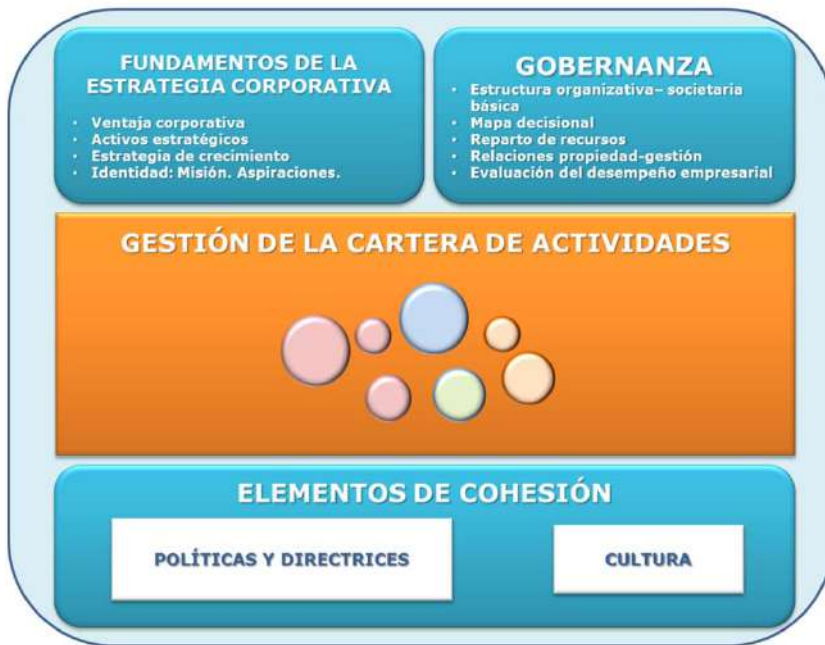 FUNDAMENTOS DE LA
ESTRATEGIA CORPORATIVA
• Ventaja corporativa
• Activos estratégicos
• Estrategia de crecimiento
• Identidad: Misión. Aspiraciones.
GOBERNANZA
• Estructura organizativa– societaria
básica
• Mapa decisional
• Reparto de recursos
• Relaciones propiedad-gestión
• Evaluación del desempeño empresarial
GESTIÓN DE LA CARTERA DE ACTIVIDADES
ELEMENTOS DE COHESIÓN
POLÍTICAS Y DIRECTRICES
CULTURA